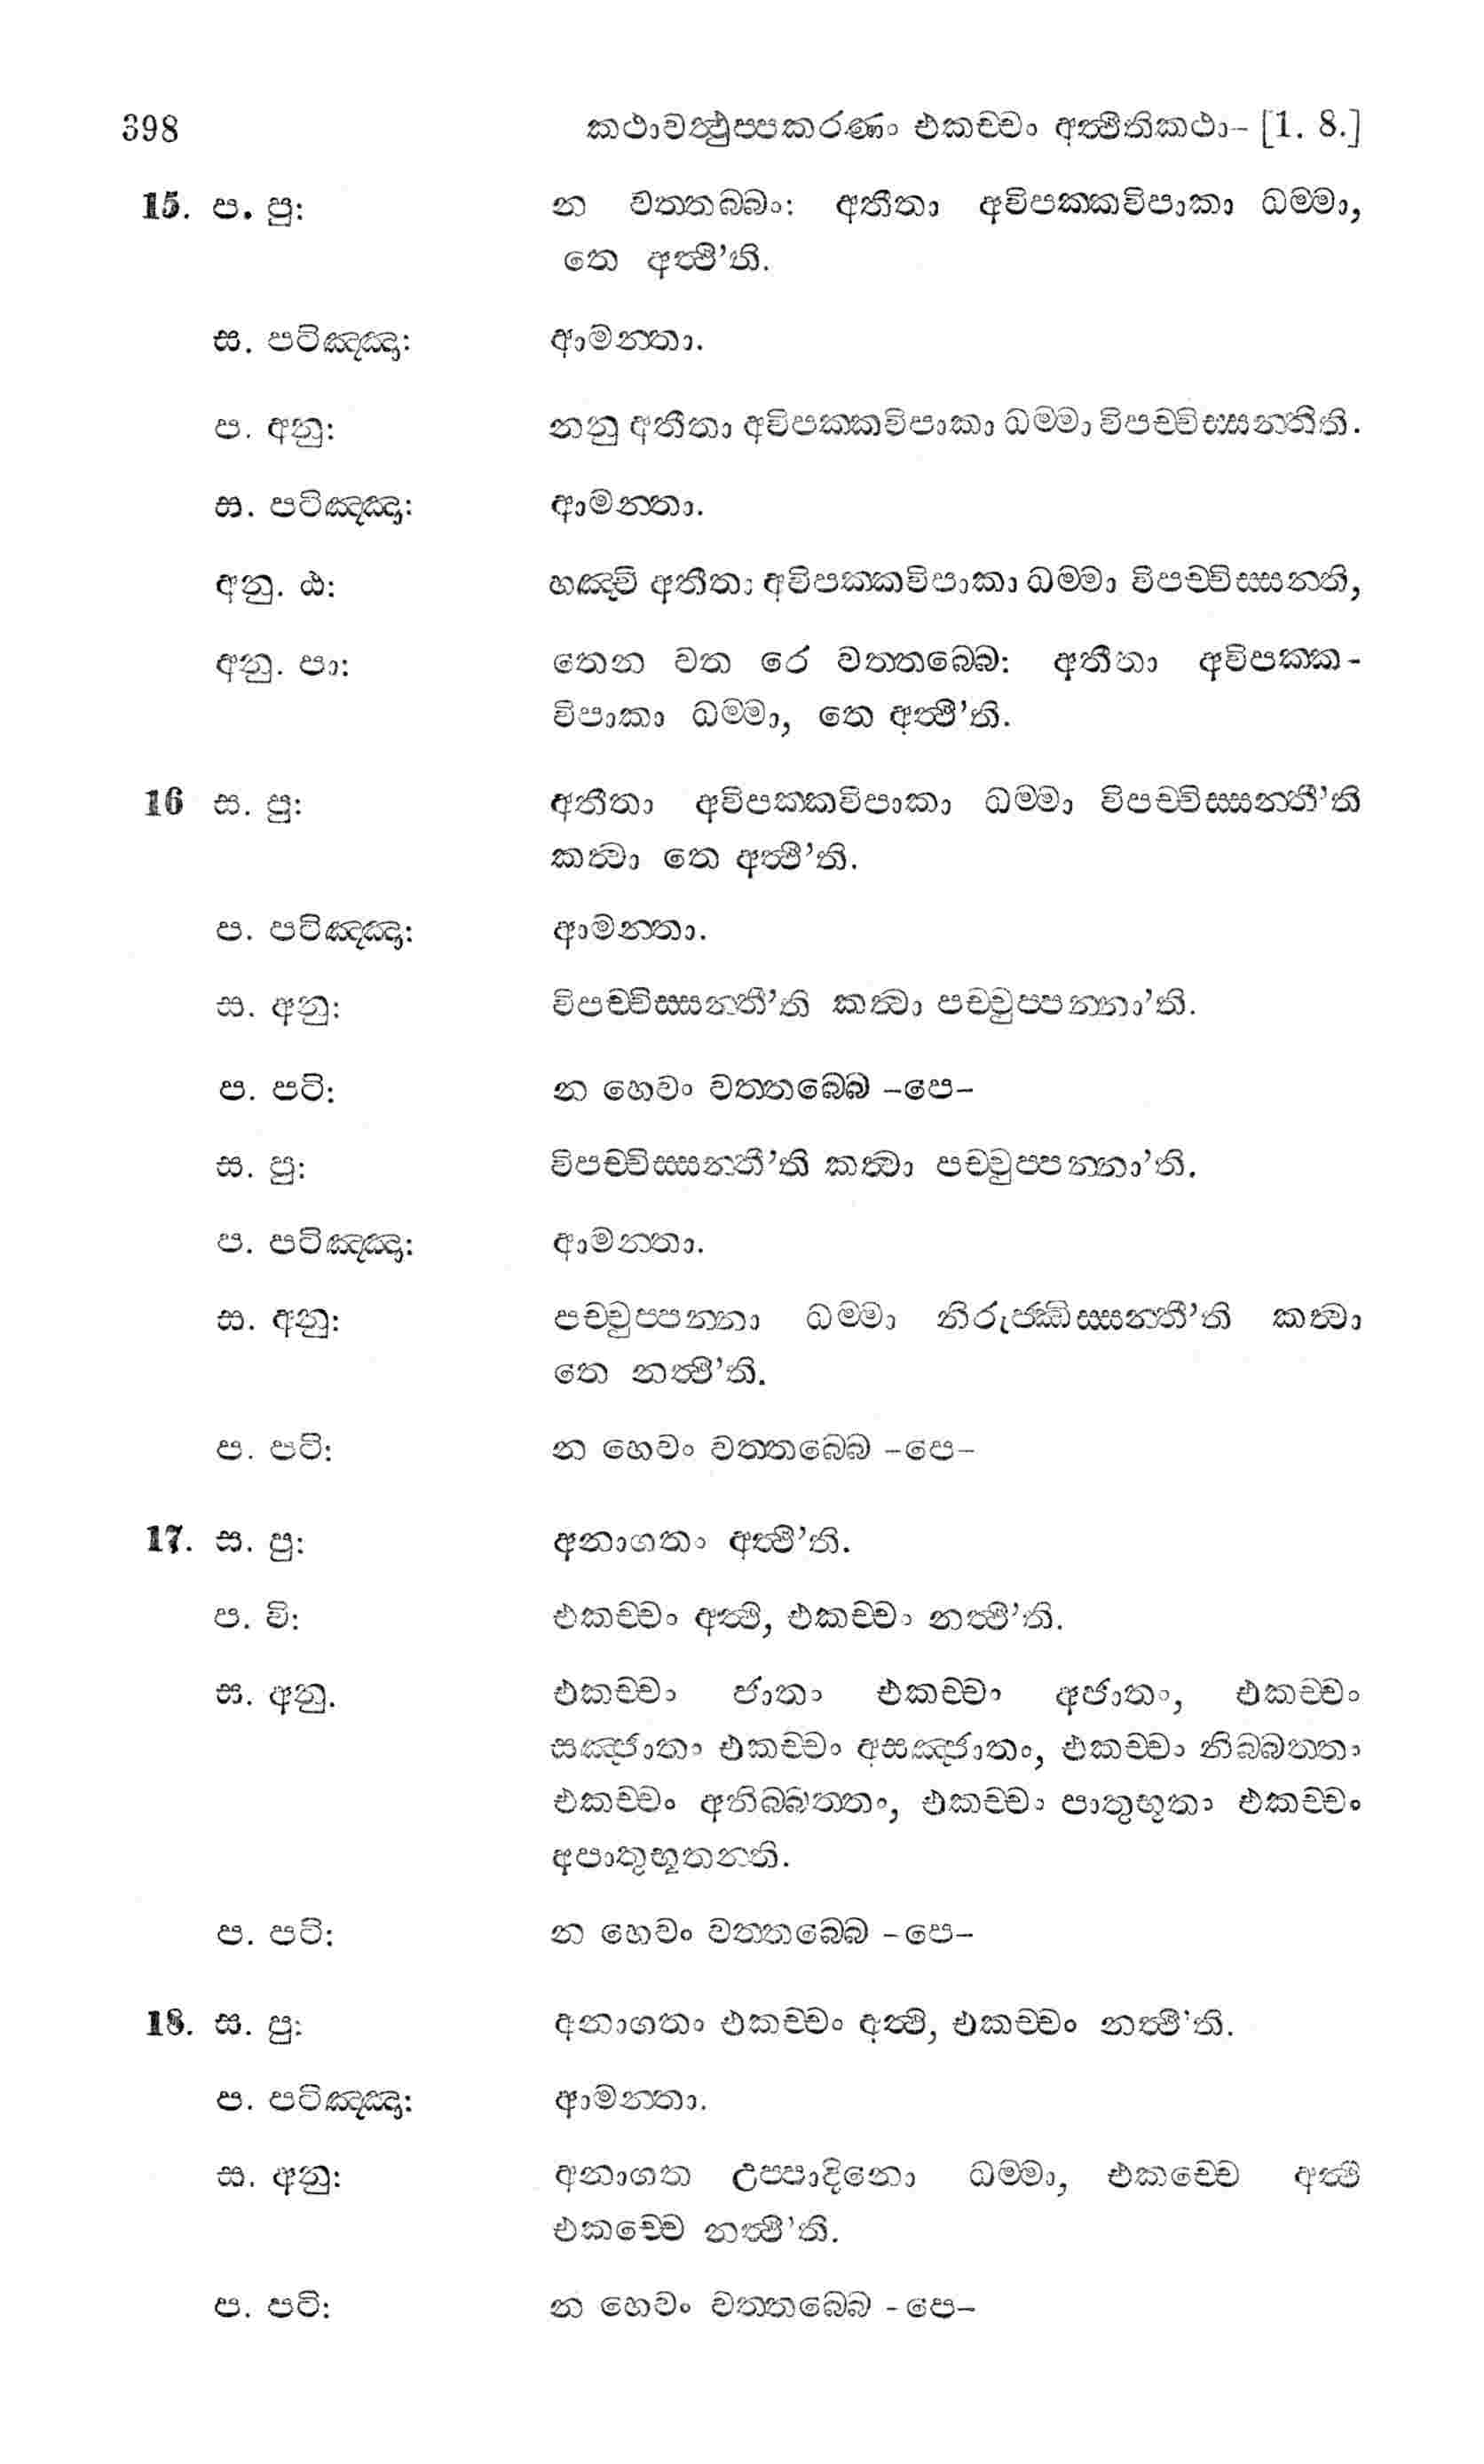 398 කථාවත්ථුප්පකරණං එකච්චං අත්ථීතිකථා- [1. 8.]
15. ප. පු: න වත්තබ්බං: අතීතා අවිපක්කවිපාකා ධම්මා,
තෙ අත්ථී’ති.
ස. පටිඤ්ඤා: ආමන්තා.
ප. අනු: නනු අතීතා අවිපක්කවිපාකා ධම්මා විපච්චිස්සන්තීති.
ස. පටිඤ්ඤා: ආමන්තා.
අනු. ඨ: හඤ්චි අතීතා අවිපක්කවිපාකා ධම්මා විපච්චිස්සන්ති,
අනු. පා: තෙන වත රෙ වත්තබ්බෙ: අතීතා අවිපක්ක-
විපාකා ධම්මා, තෙ අත්ථී’ති.
16 ස. පු: අතීතා අවිපක්කවිපාකා ධම්මා විපච්චිස්සන්තී’ති
කත්වා තෙ අත්ථී’ති.
ප. පටිඤ්ඤා: ආමන්තා.
ස. අනු: විපච්චිස්සන්තී’ති කත්වා පච්චුප්පන්නා’ති.
ප. පටි: න හෙවං වත්තබ්බෙ -පෙ-
ස. පු: විපච්චිස්සන්තී’ති කත්වා පච්චුප්පන්නා’ති.
ප. පටිඤ්ඤා: ආමන්තා.
ස. අනු: පච්චුප්පන්නා ධම්මා නිරුජ්ඣිස්සන්තී’ති කත්වා
තෙ නත්ථි’ති.
ප. පටි: න හෙවං වත්තබ්බෙ -පෙ-
17. ස. පු: අනාගතං අත්ථී’ති.
ප. වි: එකච්චං අත්ථි, එකච්චං නත්ථි’ති.
ස. අනු. එකච්චං ජාතං එකච්චං අජාතං, එකච්චං
සඤ්ජාතං එකච්චං අසඤ්ජාතං, එකච්චං නිබ්බත්තං
එකච්චං අනිබ්බත්තං, එකච්චං පාතුභූතං එකච්චං
අපාතුභූතන්ති.
ප. පටි: න හෙවං වත්තබ්බෙ -පෙ-
18. ස. පු: අනාගතං එකච්චං අත්ථි, එකච්චං නත්ථී’ති.
ප. පටිඤ්ඤා: ආමන්තා.
ස. අනු: අනාගත උප්පාදිනො ධම්මා, එකච්චෙ අත්ථි
එකච්චෙ නත්ථී’ති.
ප. පටි: න හෙවං වත්තබ්බෙ -පෙ-